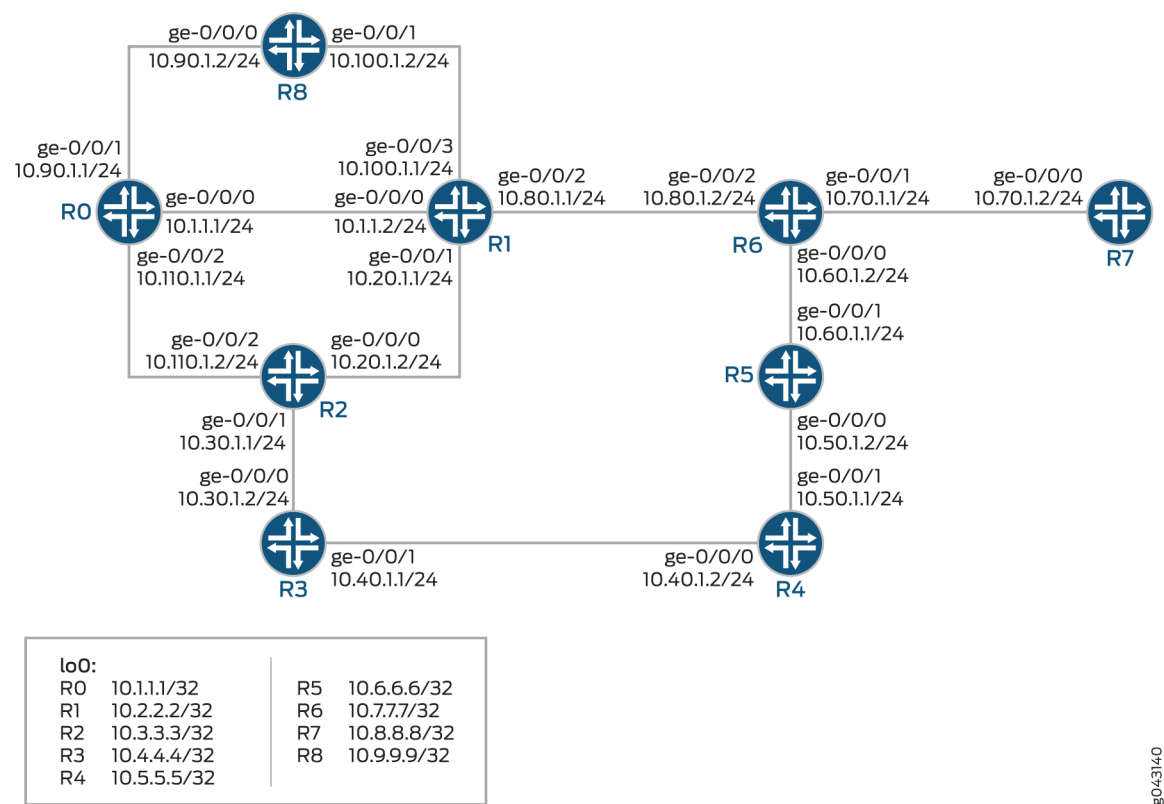 ge-0/0/0
10.90.1.2/24
ge-0/0/1
10.100.1.2/24
R8
ge-0/0/1
10.90.1.1/24
ge-0/0/3
10.100.1.1/24
R0
ge-0/0/0
10.1.1.1/24
ge-0/0/0
10.1.1.2/24
R1
ge-0/0/2
10.80.1.1/24
ge-0/0/2
10.80.1.2/24
R6
ge-0/0/1
10.70.1.1/24
ge-0/0/0
10.70.1.2/24
R7
ge-0/0/2
10.110.1.1/24
ge-0/0/1
10.20.1.1/24
ge-0/0/0
10.60.1.2/24
ge-0/0/1
10.60.1.1/24
ge-0/0/2
10.110.1.2/24
ge-0/0/0
10.20.1.2/24
R2
R5
ge-0/0/1
10.30.1.1/24
ge-0/0/0
10.50.1.2/24
ge-0/0/0
10.30.1.2/24
ge-0/0/1
10.50.1.1/24
R3
ge-0/0/1
10.40.1.1/24
ge-0/0/0
10.40.1.2/24
R4
lo0:
R0 10.1.1.1/32
R1 10.2.2.2/32
R2 10.3.3.3/32
R3 10.4.4.4/32
R4 10.5.5.5/32
R5 10.6.6.6/32
R6 10.7.7.7/32
R7 10.8.8.8/32
R8 10.9.9.9/32
g043140